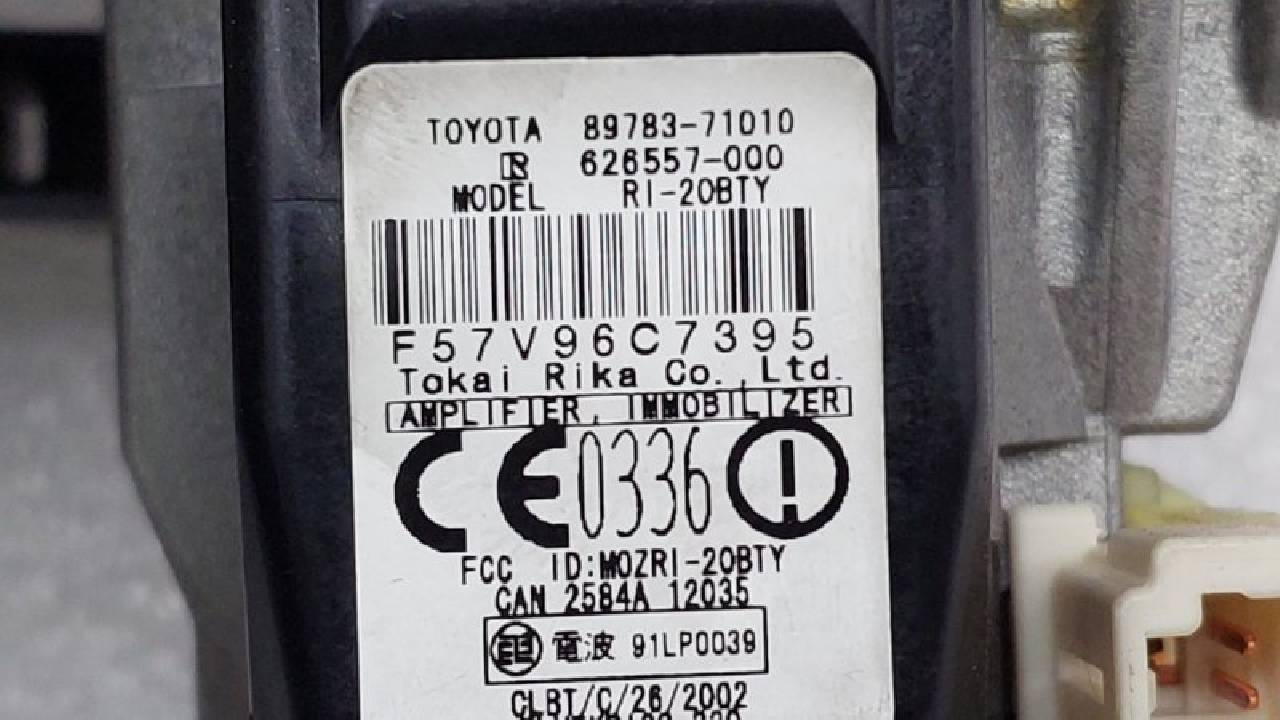 TOYOTA 89783-71010
R 626557-000
MODEL RI-20BTY
F57V96C7395
Tokai Rika Co.,Ltd.
AMPLIFIER, IMMOBILIZER
CE0336
FCC ID:MOZRI-20BTY
CAN 2584A 12035
電波 91LP0039
CLBT/C/26/2002